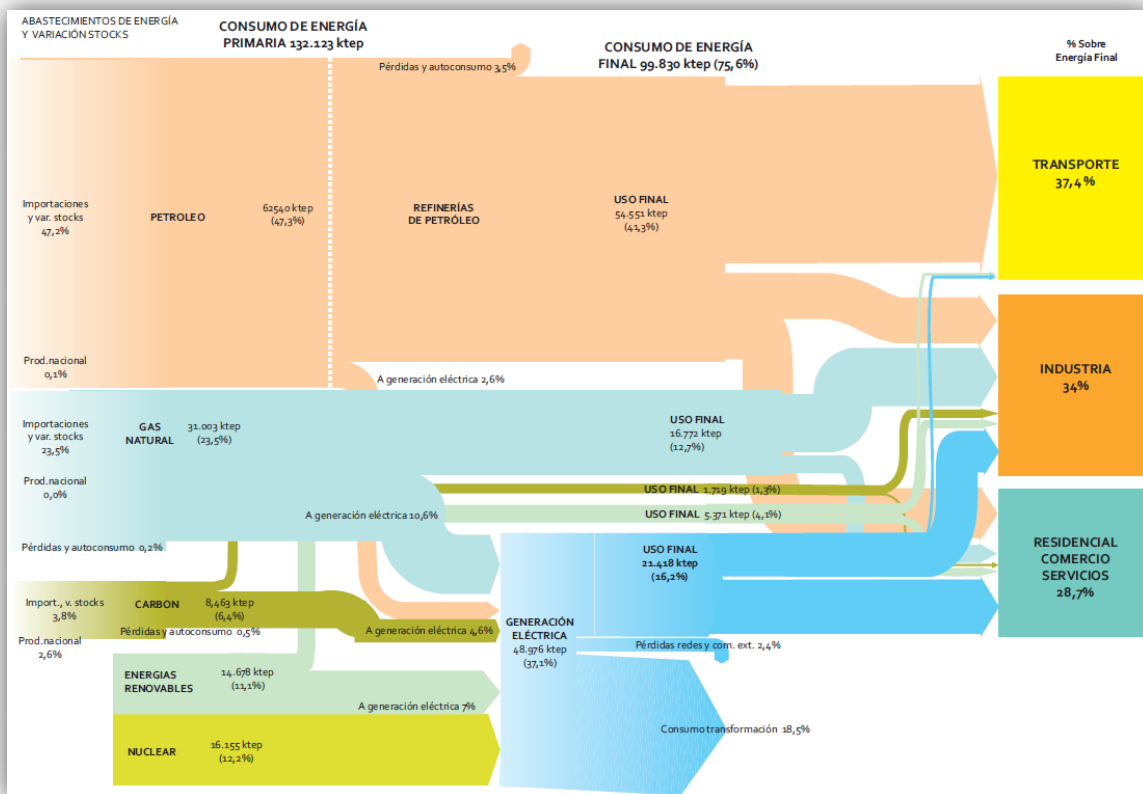 ABASTECIMIENTOS DE ENERGÍA
Y VARIACIÓN STOCKS
CONSUMO DE ENERGÍA
PRIMARIA 132.123 ktep
CONSUMO DE ENERGÍA
FINAL 99.830 ktep (75,6%)
% Sobre
Energía Final
Pérdidas y autoconsumo 3,5%
Importaciones
y var. stocks
47,2%
PETROLEO
62540 ktep
(47,3%)
REFINERÍAS
DE PETRÓLEO
USO FINAL
54.551 ktep
(41,3%)
TRANSPORTE
37,4%
Prod.nacional
0,1%
A generación eléctrica 2,6%
INDUSTRIA
34%
Importaciones
y var. stocks
23,5%
GAS
NATURAL
31.003 ktep
(23,5%)
USO FINAL
16.772 ktep
(12,7%)
Prod.nacional
0,0%
USO FINAL 1.719 ktep (1,3%)
A generación eléctrica 10,6%
USO FINAL 5.371 ktep (4,1%)
Pérdidas y autoconsumo 0,2%
USO FINAL
21.418 ktep
(16,2%)
RESIDENCIAL
COMERCIO
SERVICIOS
28,7%
Import., v. stocks
3,8%
CARBON
8,463 ktep
(6,4%)
Pérdidas y autoconsumo 0,5%
A generación eléctrica 4,6%
Prod.nacional
2,6%
GENERACIÓN
ELÉCTRICA
48.976 ktep
(37,1%)
Pérdidas redes y com. ext. 2,4%
ENERGIAS
RENOVABLES
14.678 ktep
(11,1%)
A generación eléctrica 7%
Consumo transformación 18,5%
NUCLEAR
16.155 ktep
(12,2%)